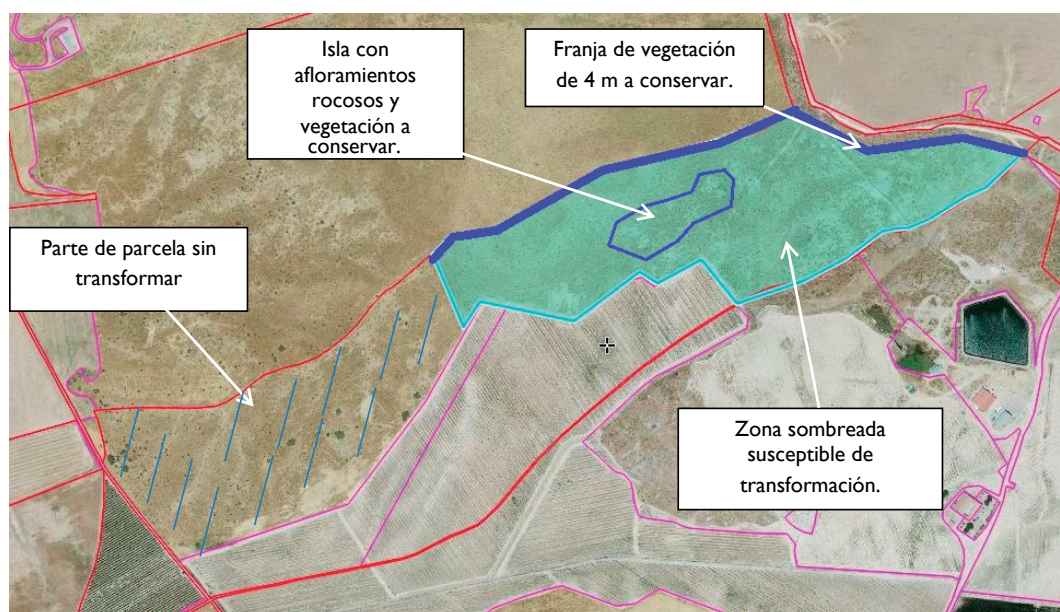 Isla con
afloramientos
rocosos y
vegetación a
conservar.
Franja de vegetación
de 4 m a conservar.
Parte de parcela sin
transformar
Zona sombreada
susceptible de
transformación.